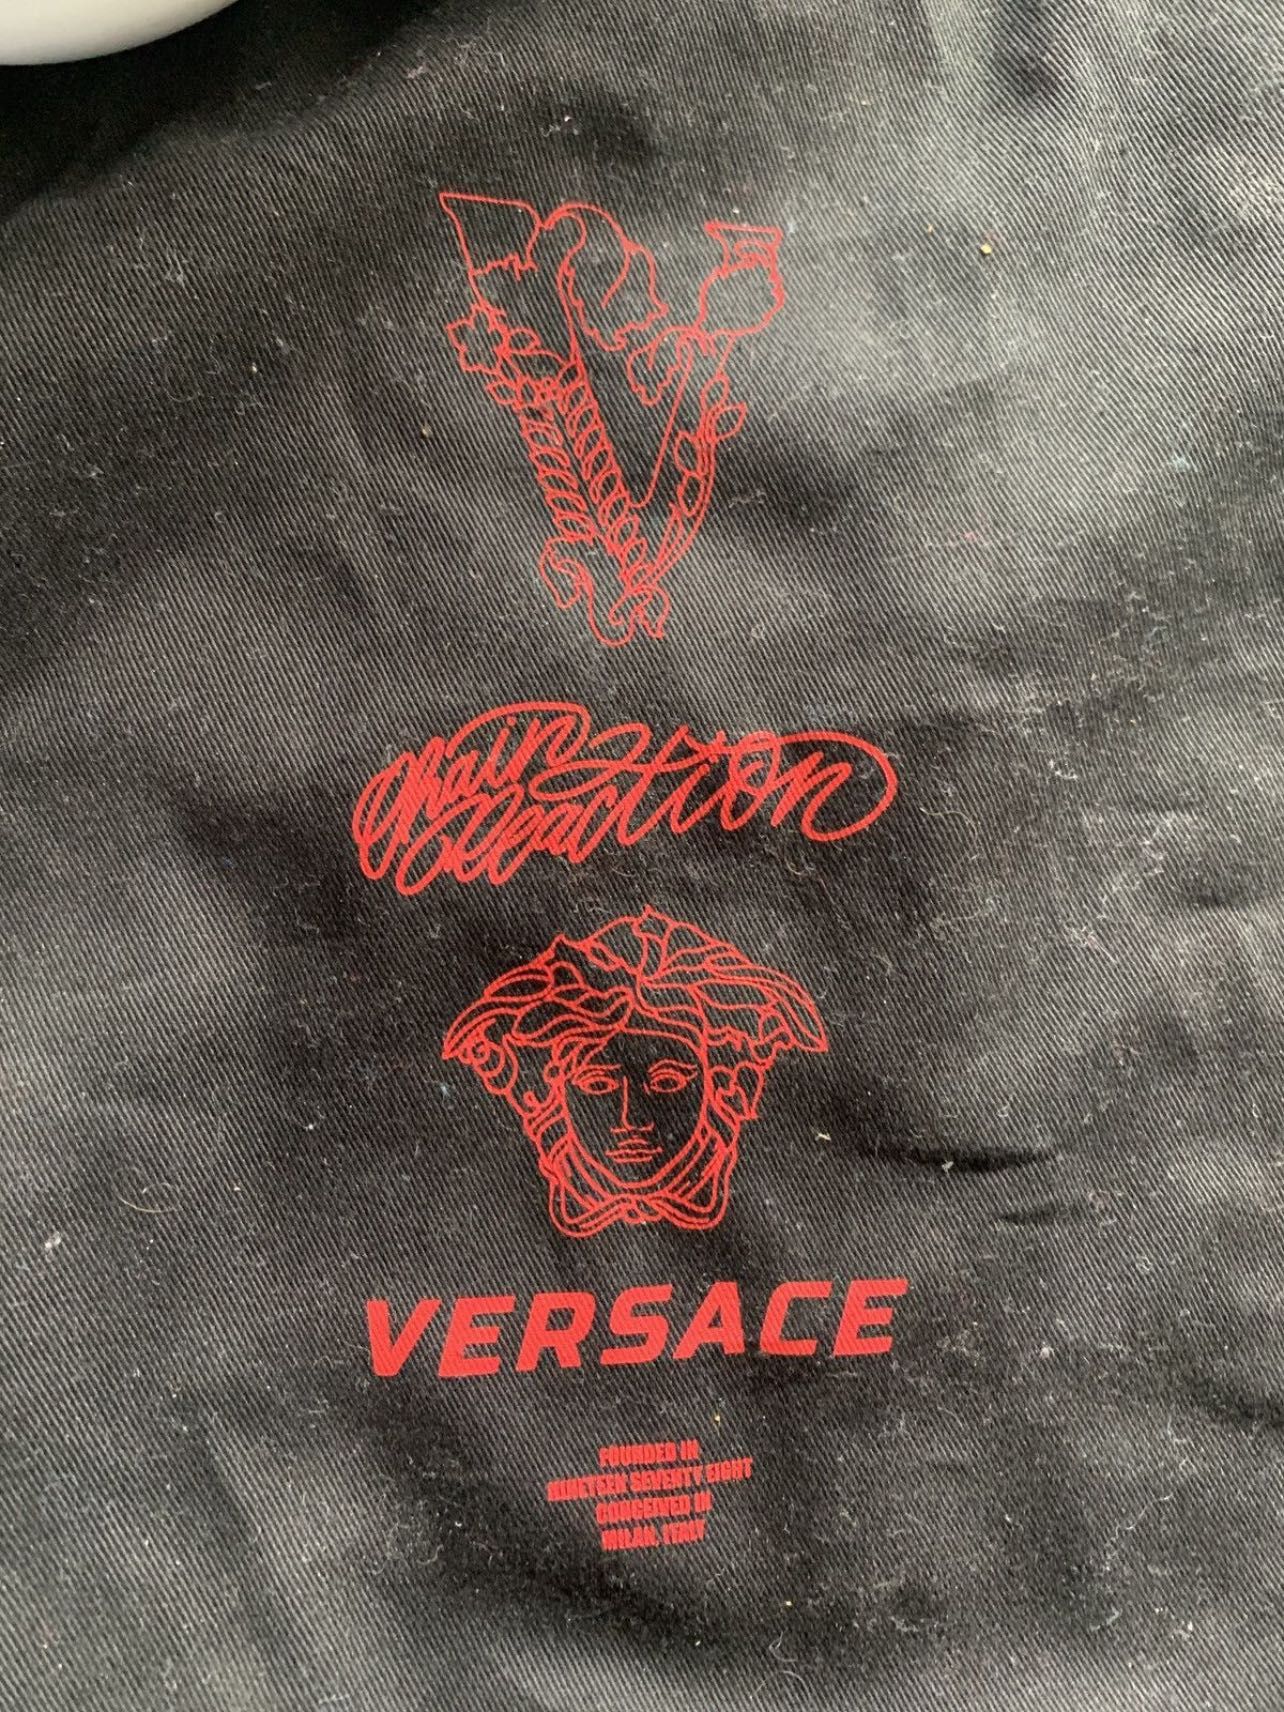 Chain
Reaction
VERSACE
FOUNDED IN
NINETEEN SEVENTY EIGHT
CONCEIVED IN
MILAN, ITALY